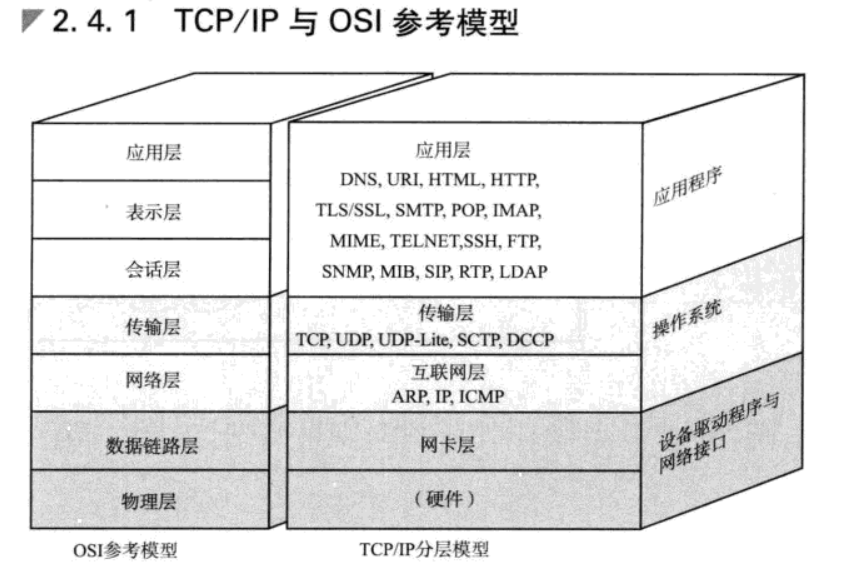 2.4.1 TCP/IP 与 OSI 参考模型
应用层
表示层
会话层
传输层
网络层
数据链路层
物理层
OSI参考模型
应用层
DNS, URI, HTML, HTTP,
TLS/SSL, SMTP, POP, IMAP,
MIME, TELNET,SSH, FTP,
SNMP, MIB, SIP, RTP, LDAP
传输层
TCP, UDP, UDP-Lite, SCTP, DCCP
互联网层
ARP, IP, ICMP
网卡层
（硬件）
TCP/IP分层模型
应用程序
操作系统
设备驱动程序与
网络接口